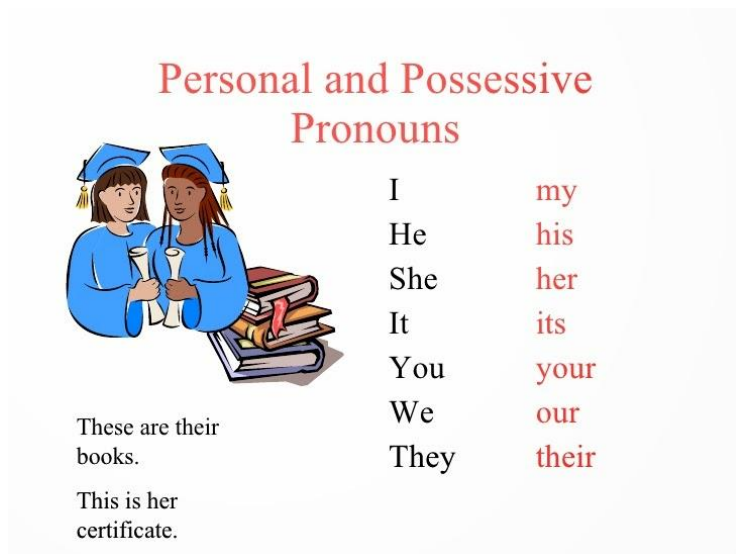 Personal and Possessive
Pronouns
I my
He his
She her
It its
You your
We our
They their
These are their
books.
This is her
certificate.